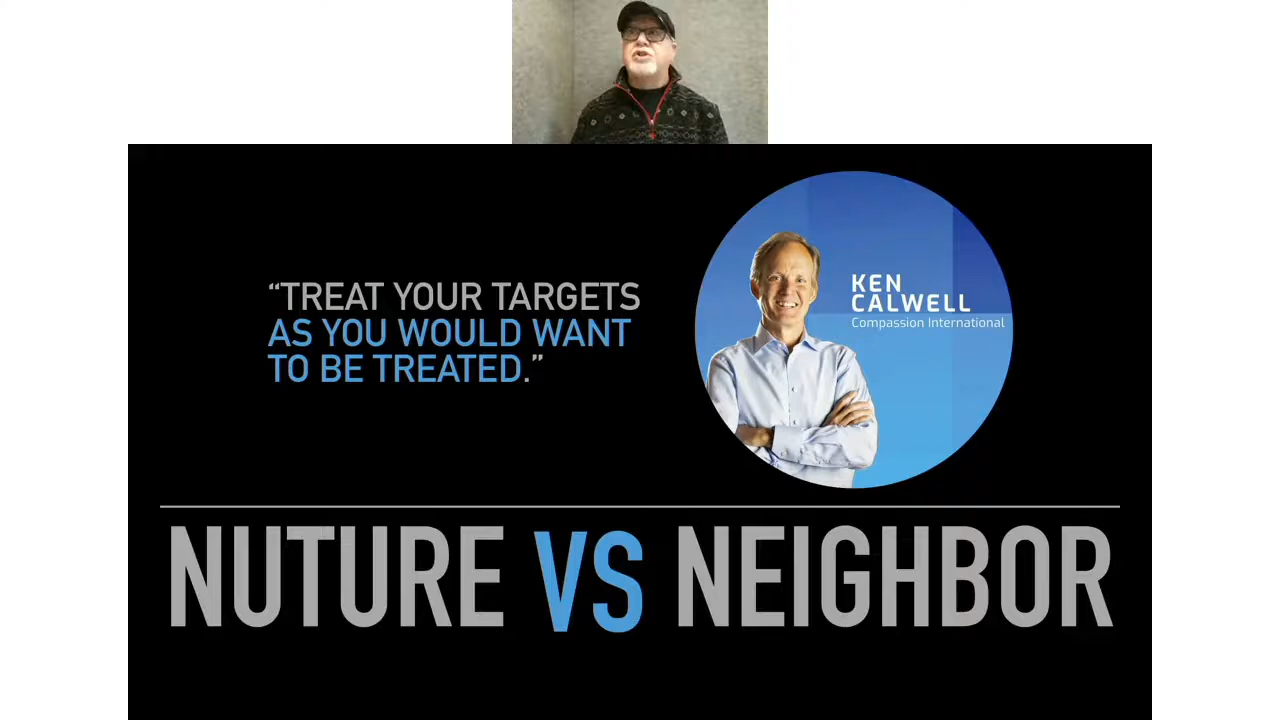 “TREAT YOUR TARGETS
AS YOU WOULD WANT
TO BE TREATED.”
KEN
CALWELL
Compassion International
NUTURE VS NEIGHBOR